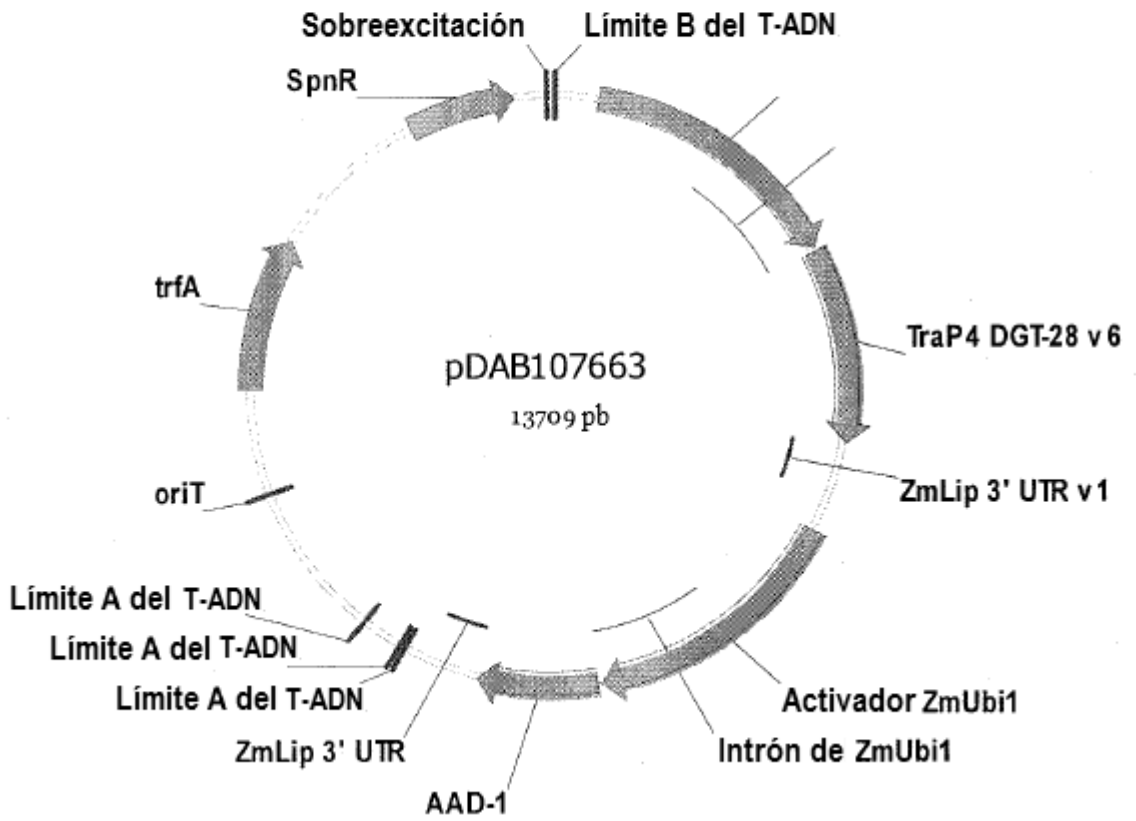 Sobreexcitación
Límite B del T-ADN
SpnR
trfA
TraP4 DGT-28 v 6
pDAB107663
13709 pb
ZmLip 3' UTR v 1
oriT
Límite A del T-ADN
Límite A del T-ADN
Límite A del T-ADN
Activador ZmUbi1
Intrón de ZmUbi1
ZmLip 3' UTR
AAD-1